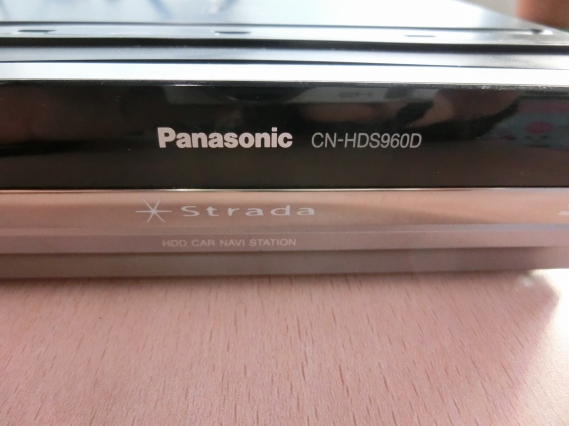 Panasonic CN-HDS960D
Strada
HDD CAR NAVI STATION